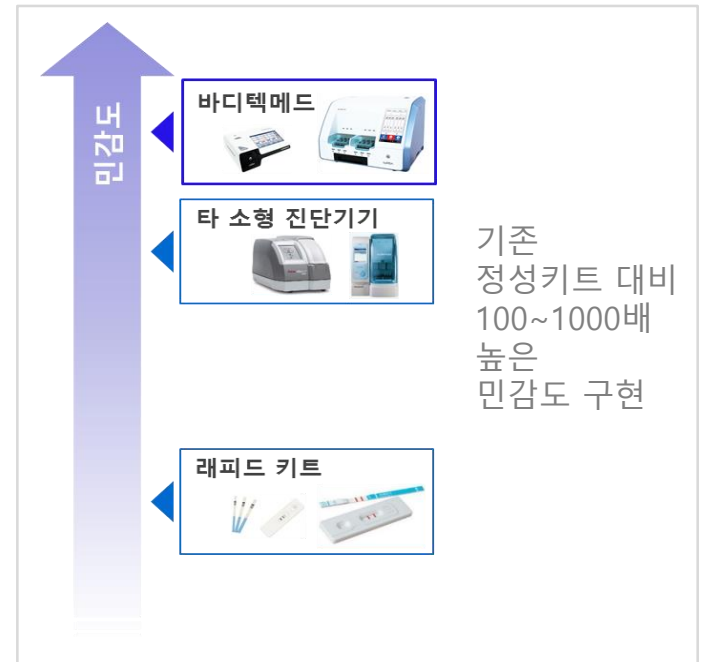 민감도
바디텍메드
타 소형 진단기기
기존
정성키트 대비
100~1000배
높은
민감도 구현
래피드 키트